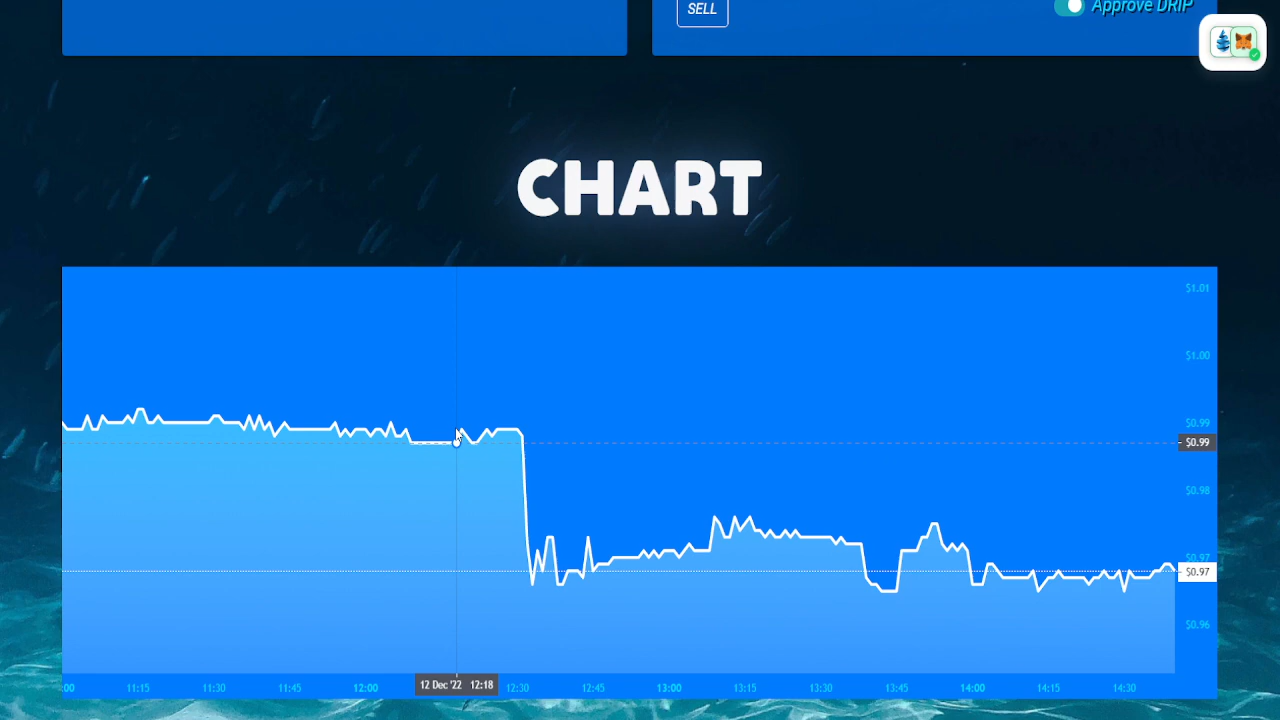 SELL
Approve DRIP
CHART
$1.01
$1.00
$0.99
$0.99
$0.98
$0.97
$0.97
$0.96
:00 11:15 11:30 11:45 12:00 12 Dec '22 12:18 12:30 12:45 13:00 13:15 13:30 13:45 14:00 14:15 14:30